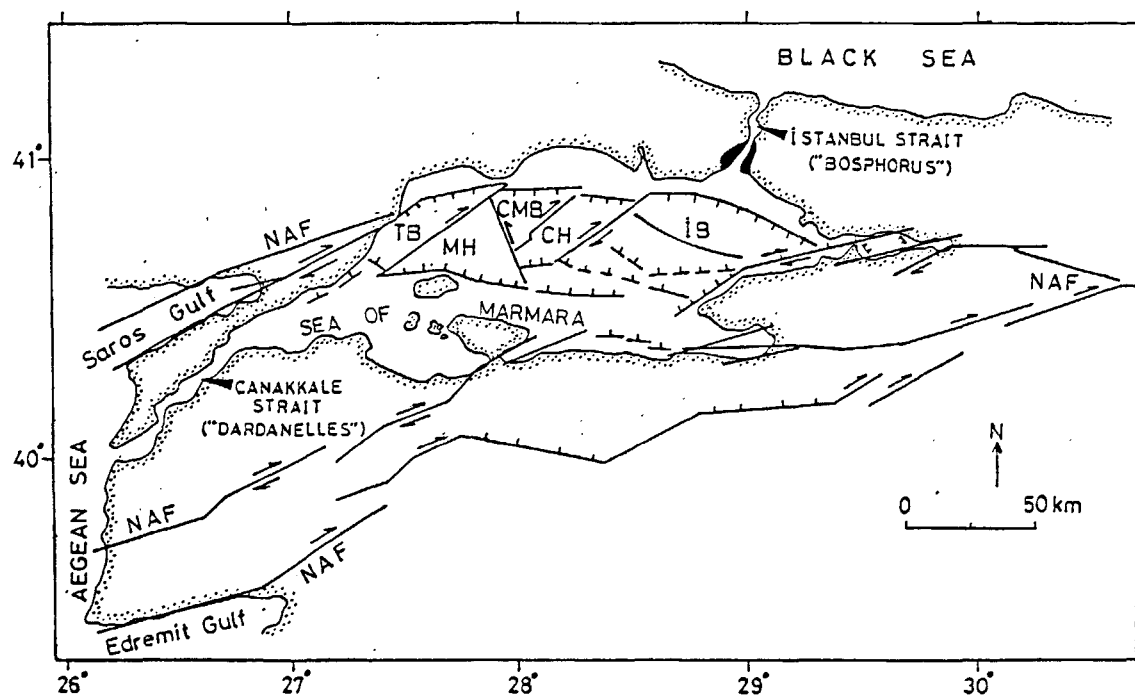 BLACK SEA
41°
İSTANBUL STRAIT
("BOSPHORUS")
NAF
TB
MH
CMB
CH
İB
NAF
Saros Gulf
SEA OF MARMARA
CANAKKALE
STRAIT
("DARDANELLES")
40°
AEGEAN SEA
NAF
NAF
Edremit Gulf
N
0 50 km
26° 27° 28° 29° 30°